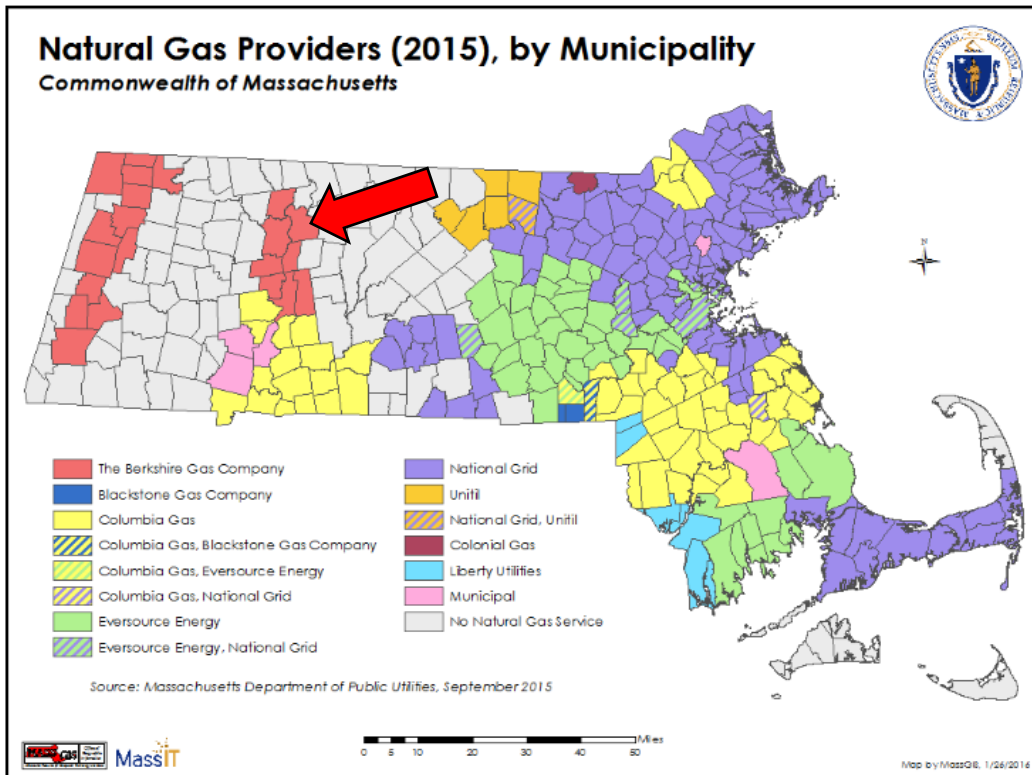 Natural Gas Providers (2015), by Municipality
Commonwealth of Massachusetts
N
The Berkshire Gas Company
Blackstone Gas Company
Columbia Gas
Columbia Gas, Blackstone Gas Company
Columbia Gas, Eversource Energy
Columbia Gas, National Grid
Eversource Energy
Eversource Energy, National Grid
National Grid
Unitil
National Grid, Unitil
Colonial Gas
Liberty Utilities
Municipal
No Natural Gas Service
Source: Massachusetts Department of Public Utilities, September 2015
MassIT
Miles
0 5 10 20 30 40 50
Map by MassGIS, 1/26/2016